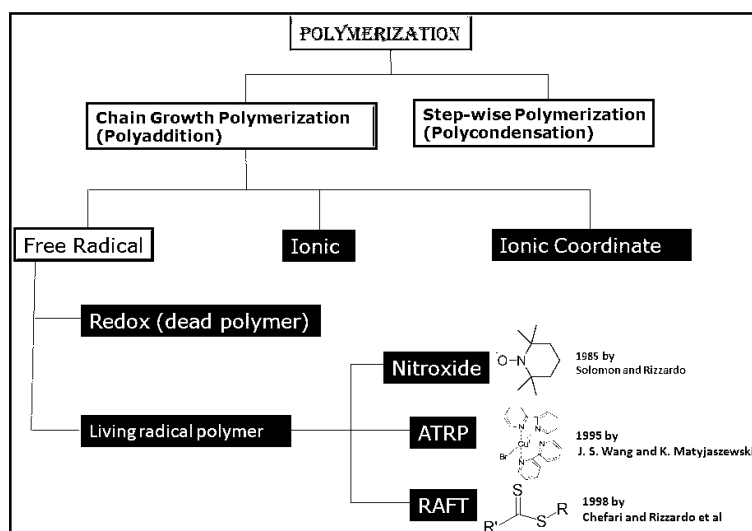 POLYMERIZATION
Chain Growth Polymerization
(Polyaddition)
Step-wise Polymerization
(Polycondensation)
Free Radical
Ionic
Ionic Coordinate
Redox (dead polymer)
Living radical polymer
Nitroxide
O
N
1985 by
Solomon and Rizzardo
ATRP
N
N
Cu
Br
N
N
1995 by
J. S. Wang and K. Matyjaszewski
RAFT
S
R'
S
R
1998 by
Chefari and Rizzardo et al